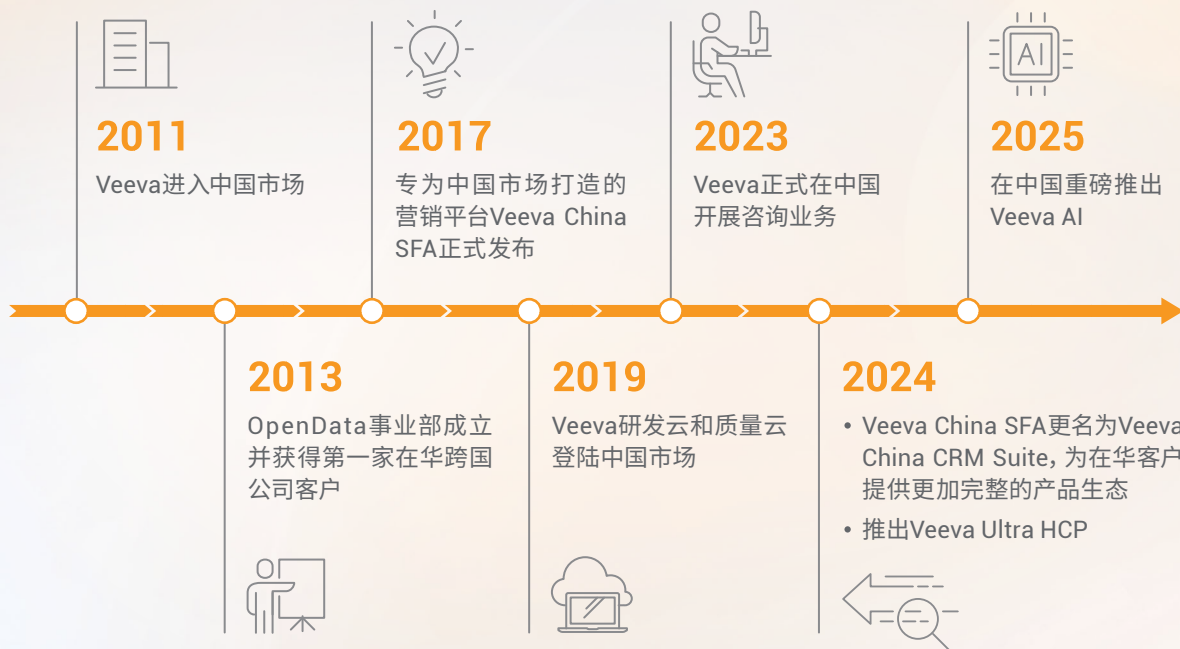 AI
2011
Veeva进入中国市场
2017
专为中国市场打造的
营销平台Veeva China
SFA正式发布
2023
Veeva正式在中国
开展咨询业务
2025
在中国重磅推出
Veeva AI
2013
OpenData事业部成立
并获得第一家在华跨国
公司客户
2019
Veeva研发云和质量云
登陆中国市场
2024
• Veeva China SFA更名为Veeva
China CRM Suite, 为在华客户
提供更加完整的产品生态
• 推出Veeva Ultra HCP